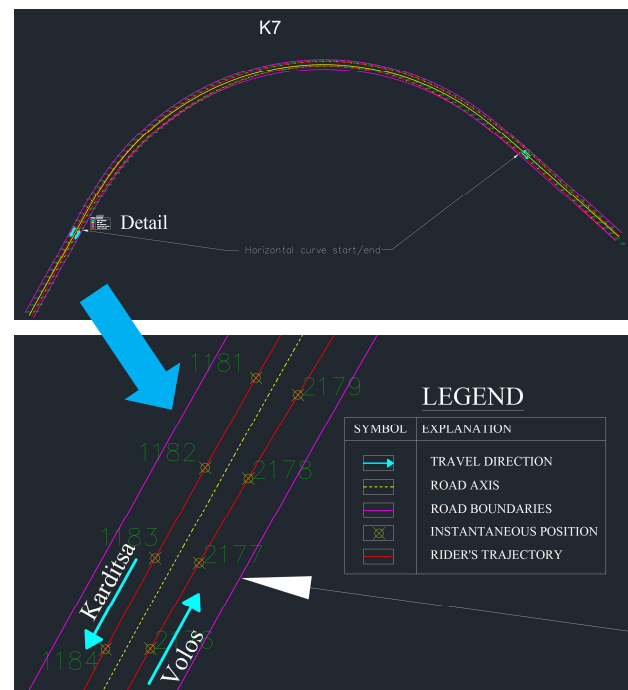 K7
Detail
Horizontal curve start/end
1181
2179
1182
2178
1183
2177
1184
Karditsa
Volos
LEGEND
SYMBOL EXPLANATION
TRAVEL DIRECTION
ROAD AXIS
ROAD BOUNDARIES
INSTANTANEOUS POSITION
RIDER'S TRAJECTORY